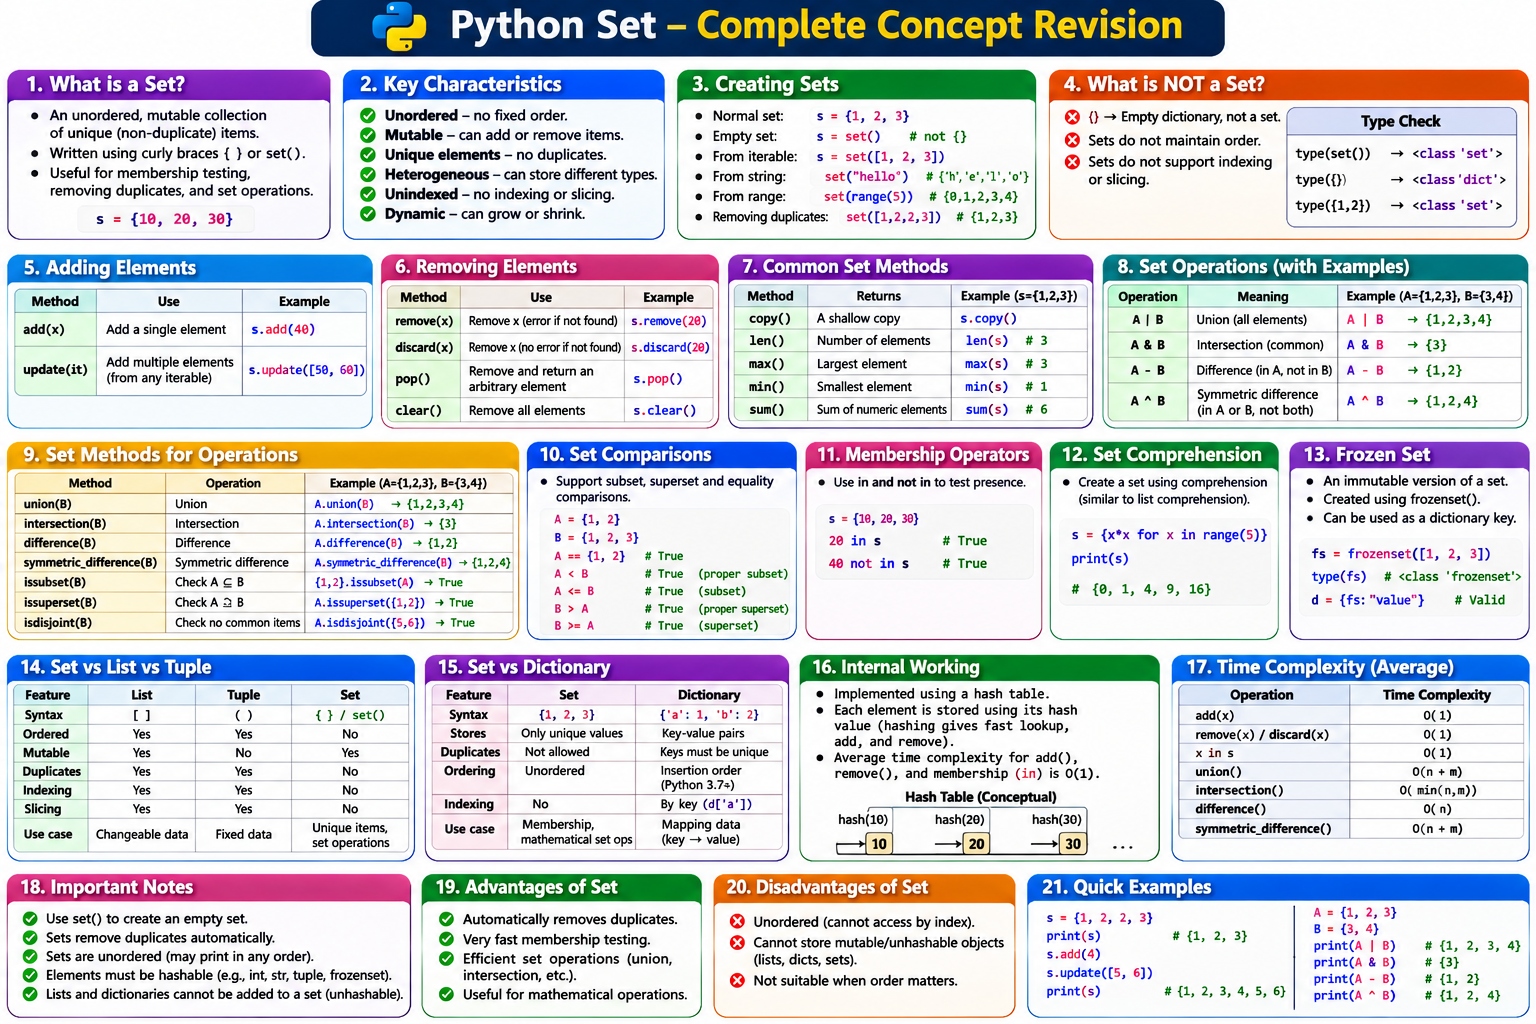 Python Set – Complete Concept Revision
1. What is a Set?
● An unordered, mutable collection
of unique (non-duplicate) items.
● Written using curly braces { } or set().
● Useful for membership testing,
removing duplicates, and set operations.
s = {10, 20, 30}
2. Key Characteristics
Unordered – no fixed order.
Mutable – can add or remove items.
Unique elements – no duplicates.
Heterogeneous – can store different types.
Unindexed – no indexing or slicing.
Dynamic – can grow or shrink.
3. Creating Sets
● Normal set: s = {1, 2, 3}
● Empty set: s = set() # not {}
● From iterable: s = set([1, 2, 3])
● From string: set("hello") # {'h','e','l','o'}
● From range: set(range(5)) # {0,1,2,3,4}
● Removing duplicates: set([1,2,2,3]) # {1,2,3}
4. What is NOT a Set?
{} → Empty dictionary, not a set.
Sets do not maintain order.
Sets do not support indexing
or slicing.
Type Check
type(set()) → <class 'set'>
type({}) → <class 'dict'>
type({1,2}) → <class 'set'>
5. Adding Elements
Method Use Example
add(x) Add a single element s.add(40)
update(it) Add multiple elements
(from any iterable) s.update([50, 60])
6. Removing Elements
Method Use Example
remove(x) Remove x (error if not found) s.remove(20)
discard(x) Remove x (no error if not found) s.discard(20)
pop() Remove and return an
arbitrary element s.pop()
clear() Remove all elements s.clear()
7. Common Set Methods
Method Returns Example (s={1,2,3})
copy() A shallow copy s.copy()
len() Number of elements len(s) # 3
max() Largest element max(s) # 3
min() Smallest element min(s) # 1
sum() Sum of numeric elements sum(s) # 6
8. Set Operations (with Examples)
Operation Meaning Example (A={1,2,3}, B={3,4})
A | B Union (all elements) A | B → {1,2,3,4}
A & B Intersection (common) A & B → {3}
A - B Difference (in A, not in B) A - B → {1,2}
A ^ B Symmetric difference
(in A or B, not both) A ^ B → {1,2,4}
9. Set Methods for Operations
Method Operation Example (A={1,2,3}, B={3,4})
union(B) Union A.union(B) → {1,2,3,4}
intersection(B) Intersection A.intersection(B) → {3}
difference(B) Difference A.difference(B) → {1,2}
symmetric_difference(B) Symmetric difference A.symmetric_difference(B) → {1,2,4}
issubset(B) Check A ⊆ B {1,2}.issubset(A) → True
issuperset(B) Check A ⊇ B A.issuperset({1,2}) → True
isdisjoint(B) Check no common items A.isdisjoint({5,6}) → True
10. Set Comparisons
● Support subset, superset and equality
comparisons.
A = {1, 2}
B = {1, 2, 3}
A == {1, 2} # True
A < B # True (proper subset)
A <= B # True (subset)
B > A # True (proper superset)
B >= A # True (superset)
11. Membership Operators
● Use in and not in to test presence.
s = {10, 20, 30}
20 in s # True
40 not in s # True
12. Set Comprehension
● Create a set using comprehension
(similar to list comprehension).
s = {x*x for x in range(5)}
print(s)
# {0, 1, 4, 9, 16}
13. Frozen Set
● An immutable version of a set.
● Created using frozenset().
● Can be used as a dictionary key.
fs = frozenset([1, 2, 3])
type(fs) # <class 'frozenset'>
d = {fs: "value"} # Valid
14. Set vs List vs Tuple
Feature List Tuple Set
Syntax [ ] ( ) { } / set()
Ordered Yes Yes No
Mutable Yes No Yes
Duplicates Yes Yes No
Indexing Yes Yes No
Slicing Yes Yes No
Use case Changeable data Fixed data Unique items,
set operations
15. Set vs Dictionary
Feature Set Dictionary
Syntax {1, 2, 3} {'a': 1, 'b': 2}
Stores Only unique values Key-value pairs
Duplicates Not allowed Keys must be unique
Ordering Unordered Insertion order
(Python 3.7+)
Indexing No By key (d['a'])
Use case Membership,
mathematical set ops Mapping data
(key → value)
16. Internal Working
● Implemented using a hash table.
● Each element is stored using its hash
value (hashing gives fast lookup,
add, and remove).
● Average time complexity for add(),
remove(), and membership (in) is O(1).
Hash Table (Conceptual)
hash(10) hash(20) hash(30)
10 20 30 ...
17. Time Complexity (Average)
Operation Time Complexity
add(x) O(1)
remove(x) / discard(x) O(1)
x in s O(1)
union() O(n + m)
intersection() O( min(n,m))
difference() O(n)
symmetric_difference() O(n + m)
18. Important Notes
Use set() to create an empty set.
Sets remove duplicates automatically.
Sets are unordered (may print in any order).
Elements must be hashable (e.g., int, str, tuple, frozenset).
Lists and dictionaries cannot be added to a set (unhashable).
19. Advantages of Set
Automatically removes duplicates.
Very fast membership testing.
Efficient set operations (union,
intersection, etc.).
Useful for mathematical operations.
20. Disadvantages of Set
Unordered (cannot access by index).
Cannot store mutable/unhashable objects
(lists, dicts, sets).
Not suitable when order matters.
21. Quick Examples
s = {1, 2, 2, 3}
print(s) # {1, 2, 3}
s.add(4)
s.update([5, 6])
print(s) # {1, 2, 3, 4, 5, 6}
A = {1, 2, 3}
B = {3, 4}
print(A | B) # {1, 2, 3, 4}
print(A & B) # {3}
print(A - B) # {1, 2}
print(A ^ B) # {1, 2, 4}